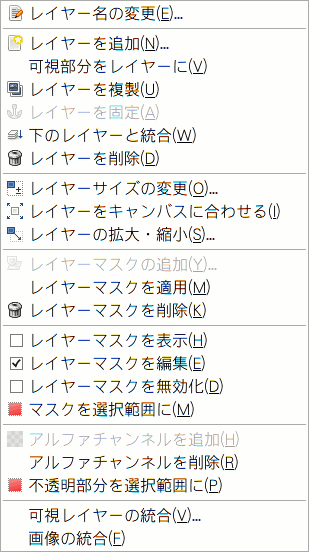 レイヤー名の変更(E)...
レイヤーを追加(N)...
可視部分をレイヤーに(V)
レイヤーを複製(U)
レイヤーを固定(A)
下のレイヤーと統合(W)
レイヤーを削除(D)
レイヤーサイズの変更(O)...
レイヤーをキャンバスに合わせる(I)
レイヤーの拡大・縮小(S)...
レイヤーマスクの追加(Y)...
レイヤーマスクを適用(M)
レイヤーマスクを削除(K)
レイヤーマスクを表示(H)
レイヤーマスクを編集(E)
レイヤーマスクを無効化(D)
マスクを選択範囲に(M)
アルファチャンネルを追加(H)
アルファチャンネルを削除(R)
不透明部分を選択範囲に(P)
可視レイヤーの統合(V)...
画像の統合(F)